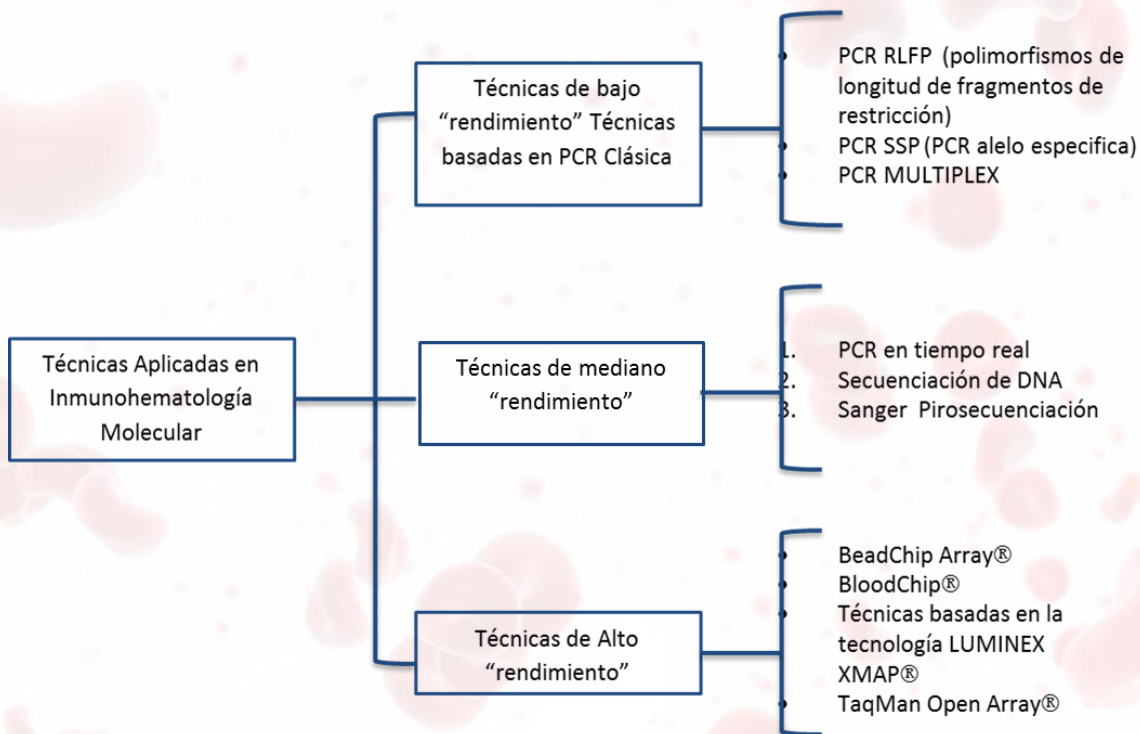 Técnicas Aplicadas en
Inmunohematología
Molecular
Técnicas de bajo
“rendimiento” Técnicas
basadas en PCR Clásica
• PCR RLFP (polimorfismos de
longitud de fragmentos de
restricción)
• PCR SSP (PCR alelo especifica)
• PCR MULTIPLEX
Técnicas de mediano
“rendimiento”
1. PCR en tiempo real
2. Secuenciación de DNA
3. Sanger Pirosecuenciación
Técnicas de Alto
“rendimiento”
• BeadChip Array®
• BloodChip®
• Técnicas basadas en la
tecnología LUMINEX
XMAP®
• TaqMan Open Array®